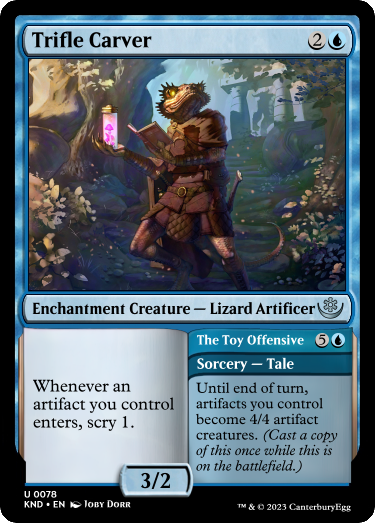 Trifle Carver 2
Enchantment Creature — Lizard Artificer
Whenever an
artifact you control
enters, scry 1.
The Toy Offensive 5
Sorcery — Tale
Until end of turn,
artifacts you control
become 4/4 artifact
creatures. (Cast a copy
of this once while this is
on the battlefield.)
3/2
U 0078
KND • EN Joby Dorr
™ & © 2023 CanterburyEgg